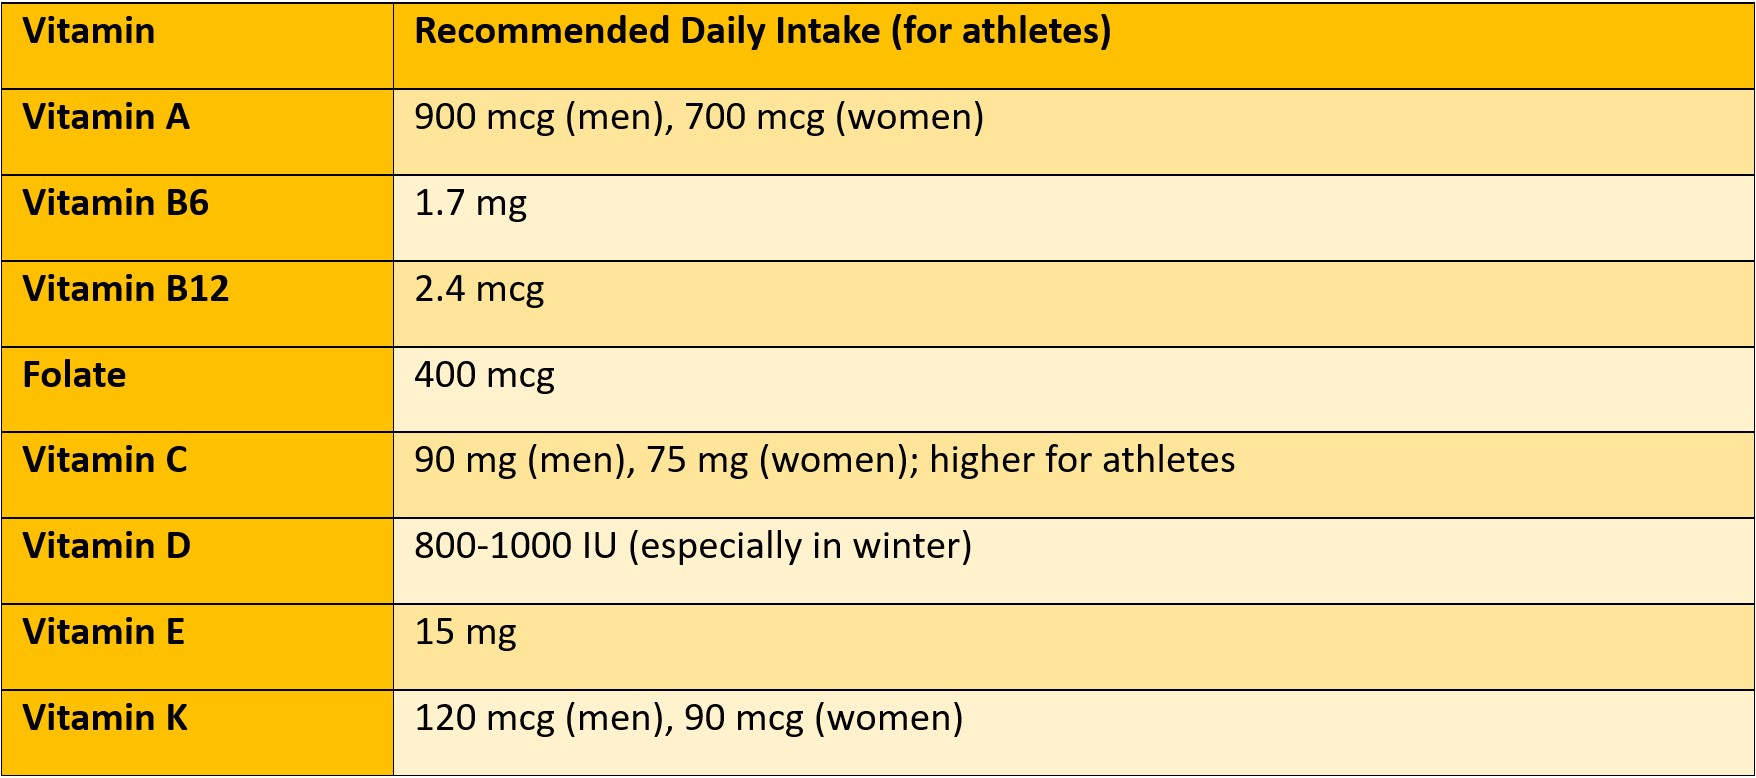 Vitamin Recommended Daily Intake (for athletes)
Vitamin A 900 mcg (men), 700 mcg (women)
Vitamin B6 1.7 mg
Vitamin B12 2.4 mcg
Folate 400 mcg
Vitamin C 90 mg (men), 75 mg (women); higher for athletes
Vitamin D 800-1000 IU (especially in winter)
Vitamin E 15 mg
Vitamin K 120 mcg (men), 90 mcg (women)